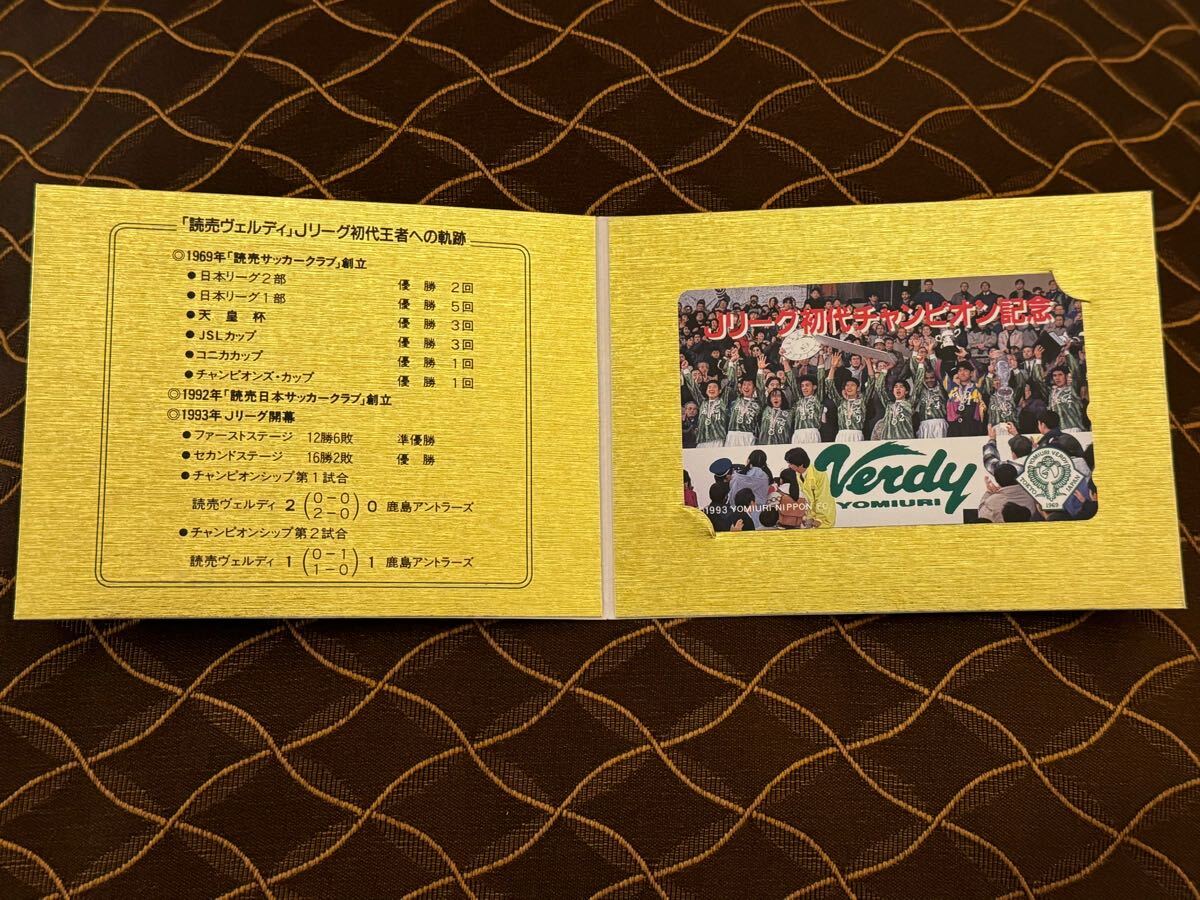 「読売ヴェルディ」Jリーグ初代王者への軌跡
◎1969年「読売サッカークラブ」創立
●日本リーグ2部 優勝 2回
●日本リーグ1部 優勝 5回
●天皇杯 優勝 3回
●JSLカップ 優勝 3回
●コニカカップ 優勝 1回
●チャンピオンズ・カップ 優勝 1回
◎1992年「読売日本サッカークラブ」創立
◎1993年Jリーグ開幕
●ファーストステージ 12勝6敗 準優勝
●セカンドステージ 16勝2敗 優勝
●チャンピオンシップ第1試合
読売ヴェルディ 2 (0-0 2-0) 0 鹿島アントラーズ
●チャンピオンシップ第2試合
読売ヴェルディ 1 (0-1 1-0) 1 鹿島アントラーズ
Jリーグ初代チャンピオン記念
Verdy
YOMIURI
YOMIURI VERDY
TOKYO JAPAN
1969
1993 YOMIURI NIPPON FC